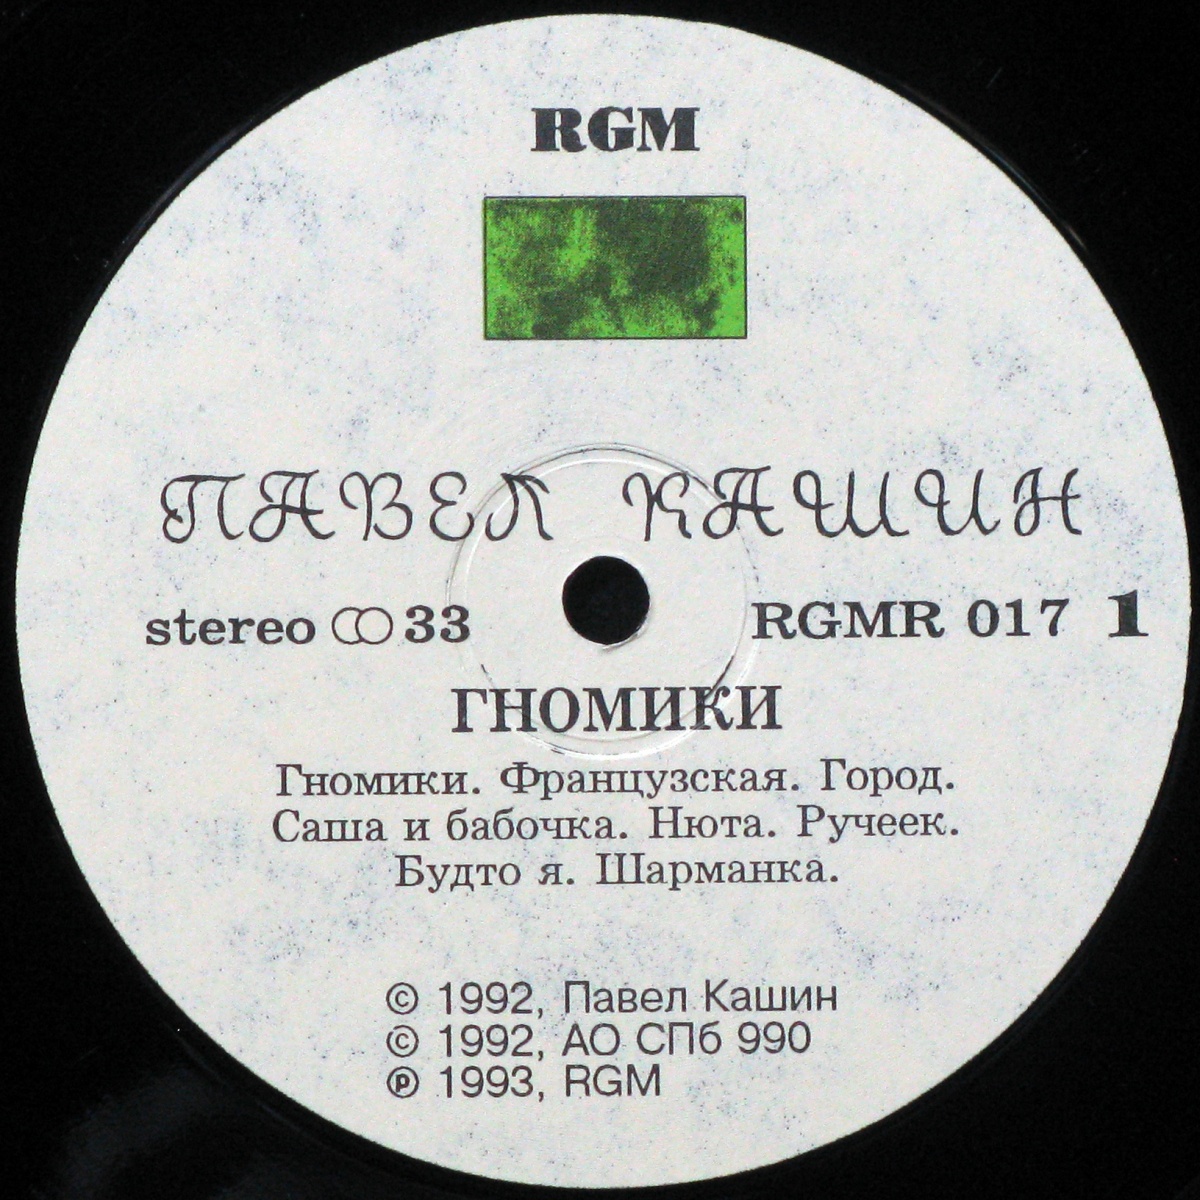 RGM
ПАВЕЛ КАШИН
stereo 33
RGMR 017 1
ГНОМИКИ
Гномики. Французская. Город.
Саша и бабочка. Нюта. Ручеек.
Будто я. Шарманка.
© 1992, Павел Кашин
© 1992, АО СПб 990
℗ 1993, RGM